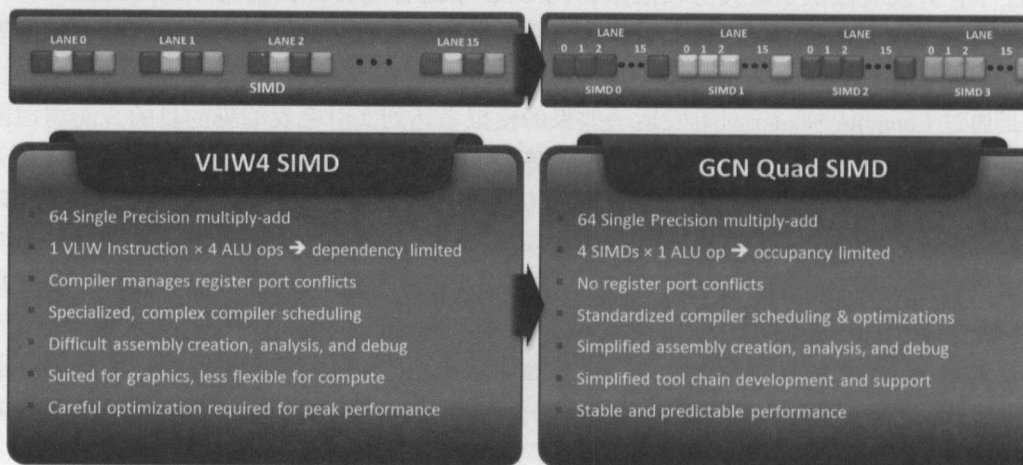 LANE 0 LANE 1 LANE 2 LANE 15
SIMD
LANE LANE LANE LANE
0 1 2 15 0 1 2 15 0 1 2 15 0 1 2 15
SIMD 0 SIMD 1 SIMD 2 SIMD 3
VLIW4 SIMD
64 Single Precision multiply-add
1 VLIW Instruction × 4 ALU ops ➔ dependency limited
Compiler manages register port conflicts
Specialized, complex compiler scheduling
Difficult assembly creation, analysis, and debug
Suited for graphics, less flexible for compute
Careful optimization required for peak performance
GCN Quad SIMD
64 Single Precision multiply-add
4 SIMDs × 1 ALU op ➔ occupancy limited
No register port conflicts
Standardized compiler scheduling & optimizations
Simplified assembly creation, analysis, and debug
Simplified tool chain development and support
Stable and predictable performance